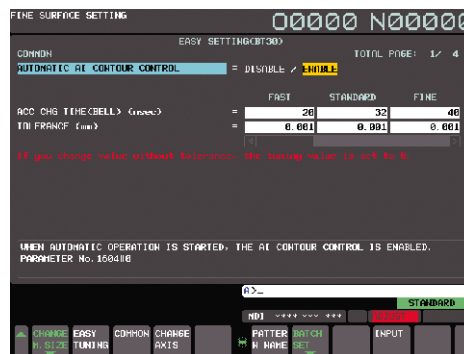 FINE SURFACE SETTING
O0000 N00000
EASY SETTING(BT30)
COMMON
TOTAL PAGE: 1/ 4
AUTOMATIC AI CONTOUR CONTROL = DISABLE / ENABLE
FAST STANDARD FINE
ACC CHG TIME(BELL) (msec) = 20 32 40
TOLERANCE (mm) = 0.001 0.001 0.001
If you change value without tolerance, the tuning value is set to 0.
WHEN AUTOMATIC OPERATION IS STARTED, THE AI CONTOUR CONTROL IS ENABLED.
PARAMETER No.1604#0
A>_
STANDARD
MDI **** *** ***
CHANGE M.SIZE
EASY TUNING
COMMON
CHANGE AXIS
PATTER N NAME
BATCH SET
INPUT